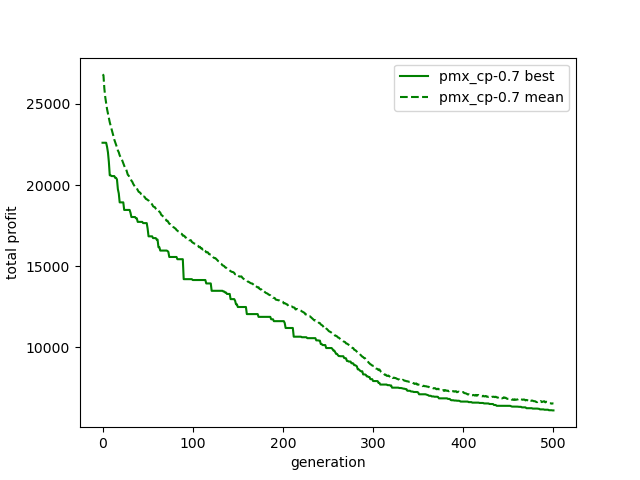 pmx_cp-0.7 best
pmx_cp-0.7 mean
25000
20000
15000
10000
total profit
0 100 200 300 400 500
generation